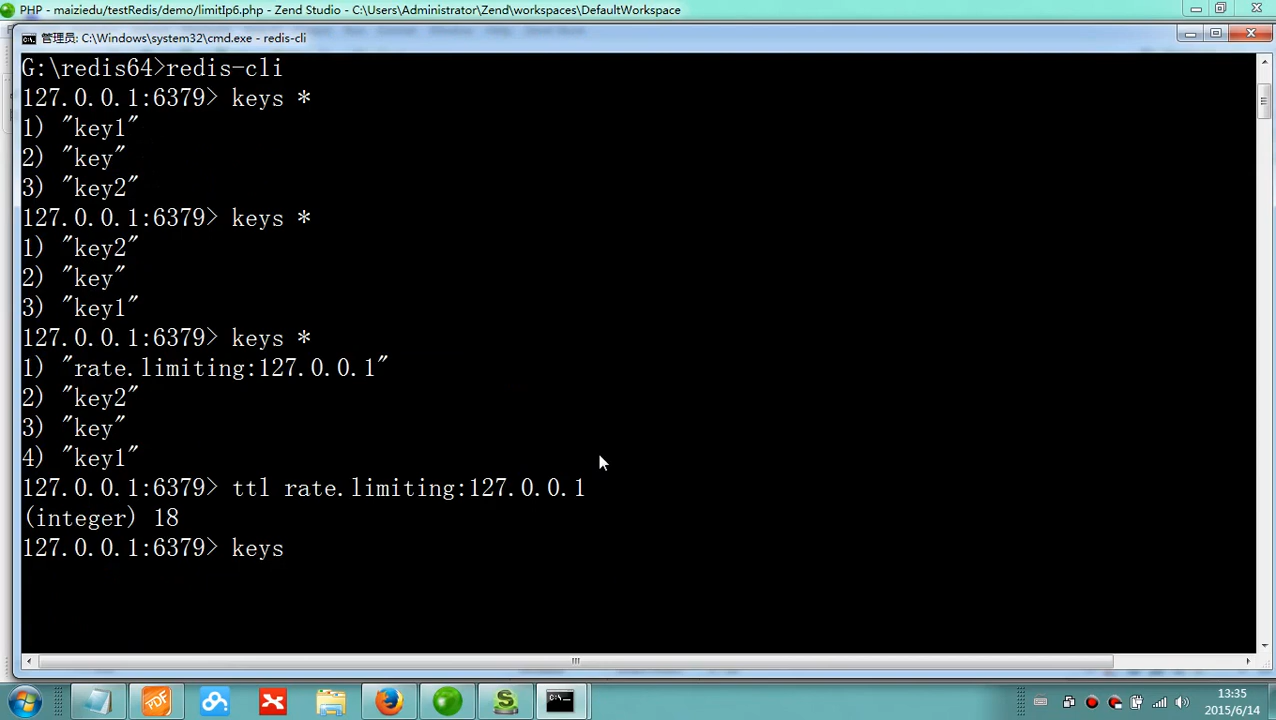 PHP - maiziedu/testRedis/demo/limitIp6.php - Zend Studio - C:\Users\Administrator\Zend\workspaces\DefaultWorkspace
管理员: C:\Windows\system32\cmd.exe - redis-cli
G:\redis64>redis-cli
127.0.0.1:6379> keys *
1) "key1"
2) "key"
3) "key2"
127.0.0.1:6379> keys *
1) "key2"
2) "key"
3) "key1"
127.0.0.1:6379> keys *
1) "rate.limiting:127.0.0.1"
2) "key2"
3) "key"
4) "key1"
127.0.0.1:6379> ttl rate.limiting:127.0.0.1
(integer) 18
127.0.0.1:6379> keys
PDF
C:\
13:35
2015/6/14